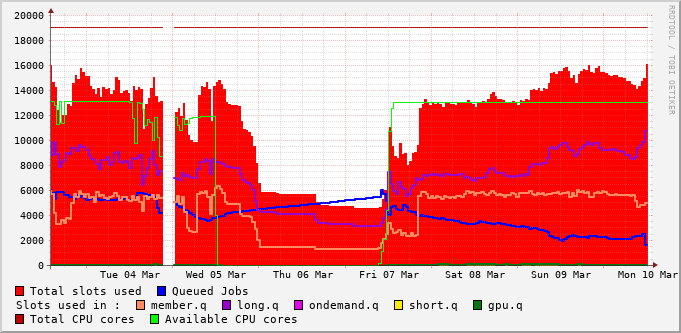 20000
18000
16000
14000
12000
10000
8000
6000
4000
2000
0
Tue 04 Mar Wed 05 Mar Thu 06 Mar Fri 07 Mar Sat 08 Mar Sun 09 Mar Mon 10 Mar
Total slots used Queued Jobs
Slots used in : member.q long.q ondemand.q short.q gpu.q
Total CPU cores Available CPU cores
RRDTOOL / TOBI OETIKER